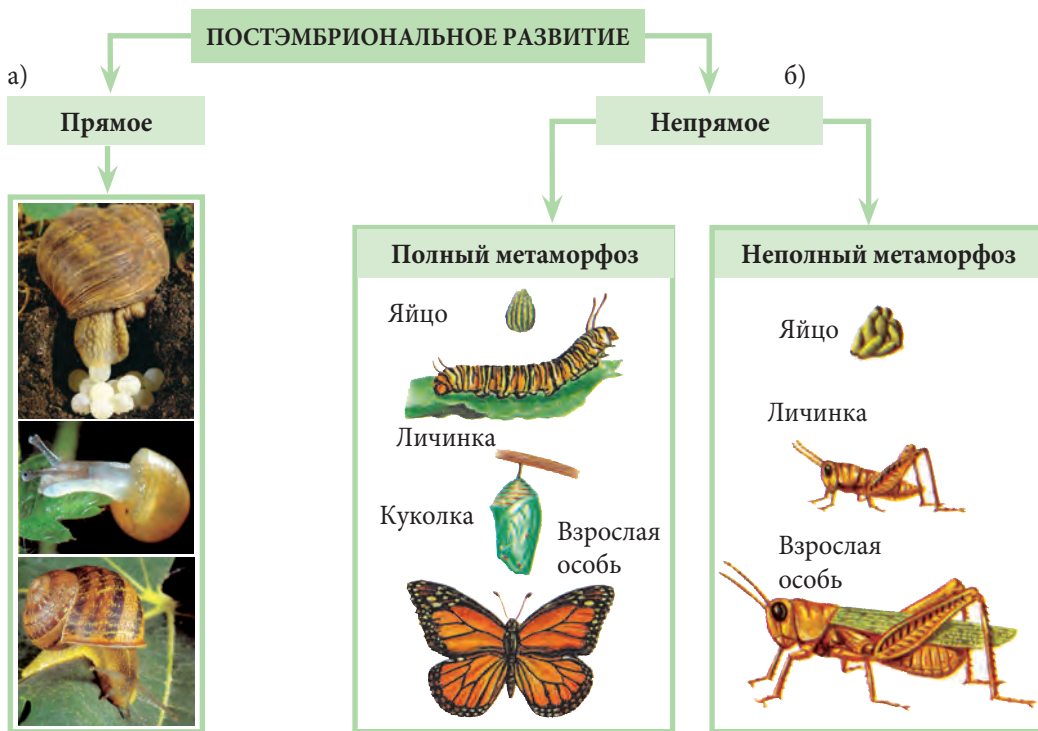 ПОСТЭМБРИОНАЛЬНОЕ РАЗВИТИЕ
а)
Прямое
б)
Непрямое
Полный метаморфоз
Яйцо
Личинка
Куколка
Взрослая
особь
Неполный метаморфоз
Яйцо
Личинка
Взрослая
особь